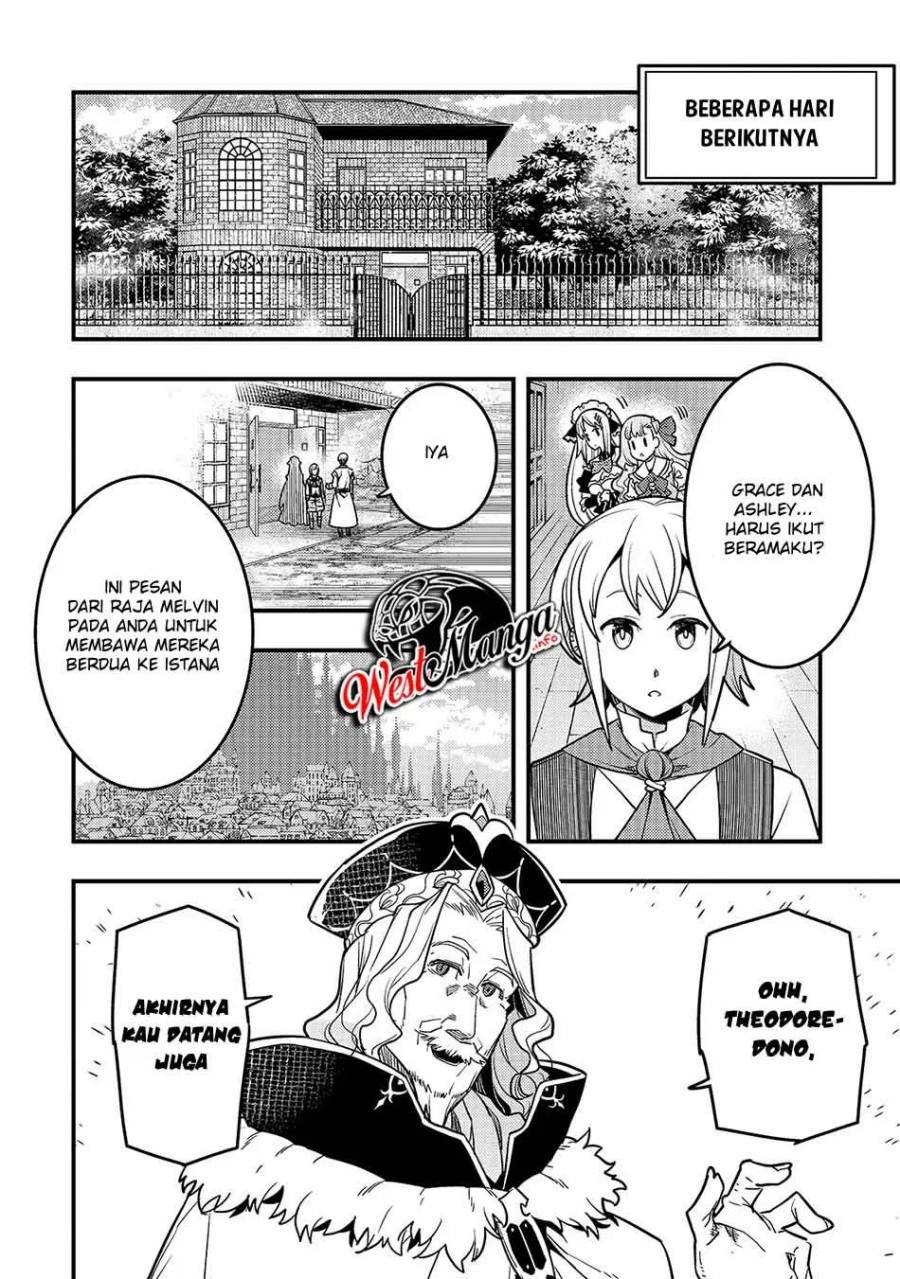 BEBERAPA HARI
BERIKUTNYA
GRACE DAN
ASHLEY...
HARUS IKUT
BERAMAKU?
IYA
INI PESAN
DARI RAJA MELVIN
PADA ANDA UNTUK
MEMBAWA MEREKA
BERDUA KE ISTANA
WestManga
.info
OHH,
THEODORE-
DONO,
AKHIRNYA
KAU DATANG
JUGA